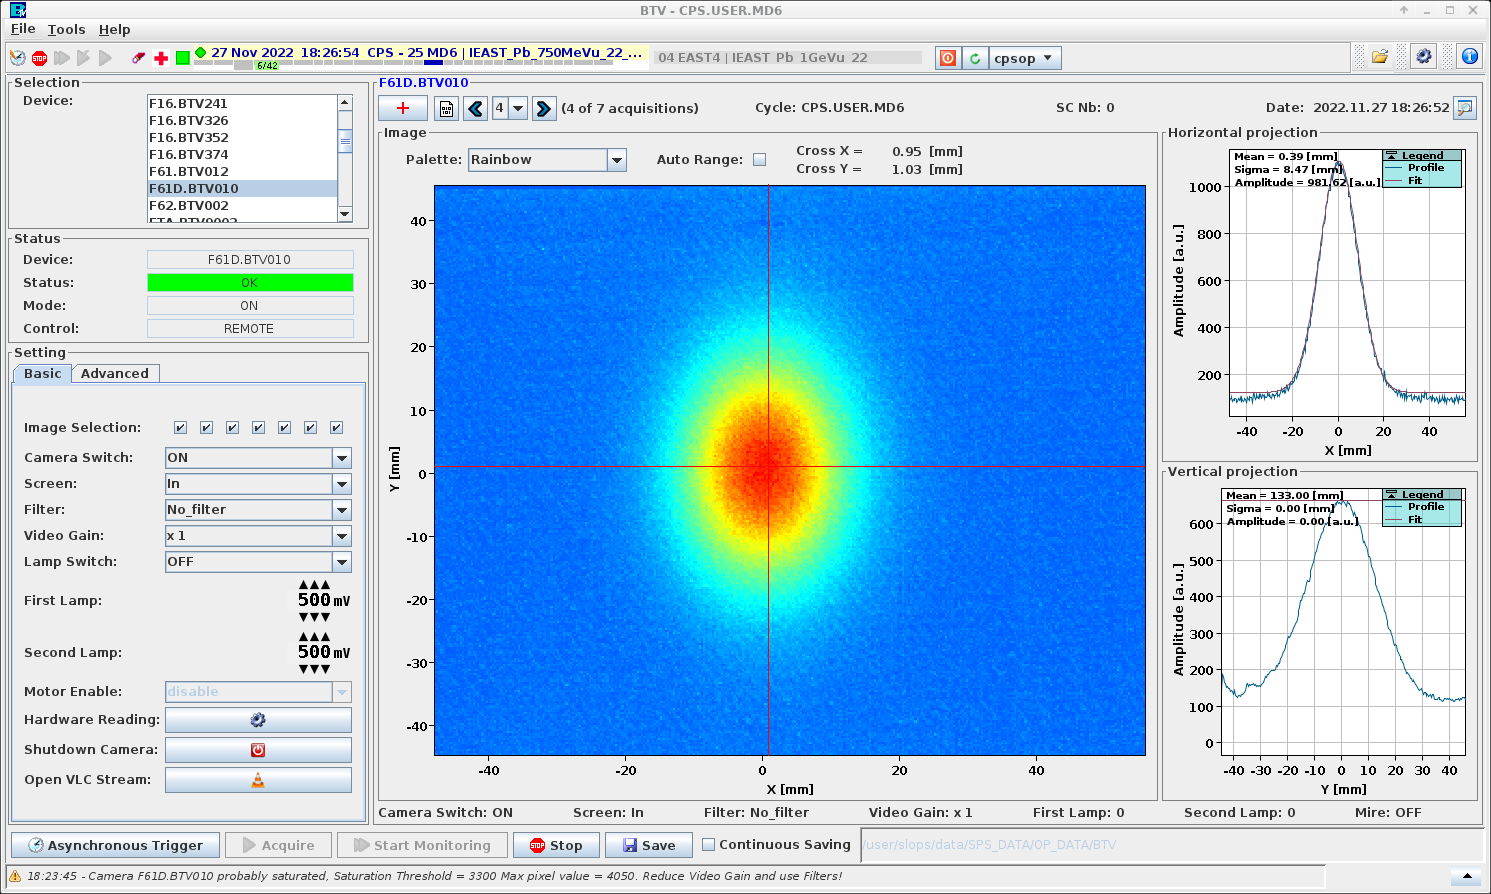 BTV - CPS.USER.MD6
File Tools Help
27 Nov 2022 18:26:54 CPS - 25 MD6 | IEAST_Pb_750MeVu_22_...
6/42
04 EAST4 | IEAST_Pb_1GeVu_22
cpsop
Selection
Device:
F16.BTV241
F16.BTV326
F16.BTV352
F16.BTV374
F61.BTV012
F61D.BTV010
F62.BTV002
Status
Device: F61D.BTV010
Status: OK
Mode: ON
Control: REMOTE
Setting
Basic Advanced
Image Selection:
Camera Switch: ON
Screen: In
Filter: No_filter
Video Gain: x 1
Lamp Switch: OFF
First Lamp: 500 mV
Second Lamp: 500 mV
Motor Enable: disable
Hardware Reading:
Shutdown Camera:
Open VLC Stream:
F61D.BTV010
4 (4 of 7 acquisitions) Cycle: CPS.USER.MD6 SC Nb: 0 Date: 2022.11.27 18:26:52
Image
Palette: Rainbow Auto Range:
Cross X = 0.95 [mm]
Cross Y = 1.03 [mm]
40
30
20
10
0
-10
-20
-30
-40
Y [mm]
-40 -20 0 20 40
X [mm]
Horizontal projection
Mean = 0.39 [mm]
Sigma = 8.47 [mm]
Amplitude = 981.62 [a.u.]
Legend
Profile
Fit
1000
800
600
400
200
Amplitude [a.u.]
-40 -20 0 20 40
X [mm]
Vertical projection
Mean = 133.00 [mm]
Sigma = 0.00 [mm]
Amplitude = 0.00 [a.u.]
Legend
Profile
Fit
600
500
400
300
200
100
0
Amplitude [a.u.]
-40 -30 -20 -10 0 10 20 30 40
Y [mm]
Camera Switch: ON Screen: In Filter: No_filter Video Gain: x 1 First Lamp: 0 Second Lamp: 0 Mire: OFF
Asynchronous Trigger Acquire Start Monitoring Stop Save Continuous Saving /user/slops/data/SPS_DATA/OP_DATA/BTV
18:23:45 - Camera F61D.BTV010 probably saturated, Saturation Threshold = 3300 Max pixel value = 4050. Reduce Video Gain and use Filters!